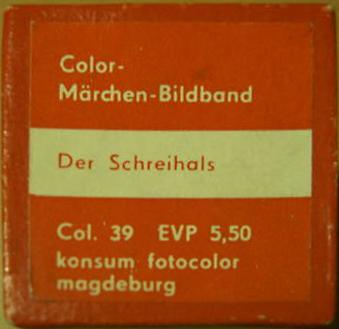 Color-
Märchen-Bildband
Der Schreihals
Col. 39 EVP 5,50
konsum fotocolor
magdeburg